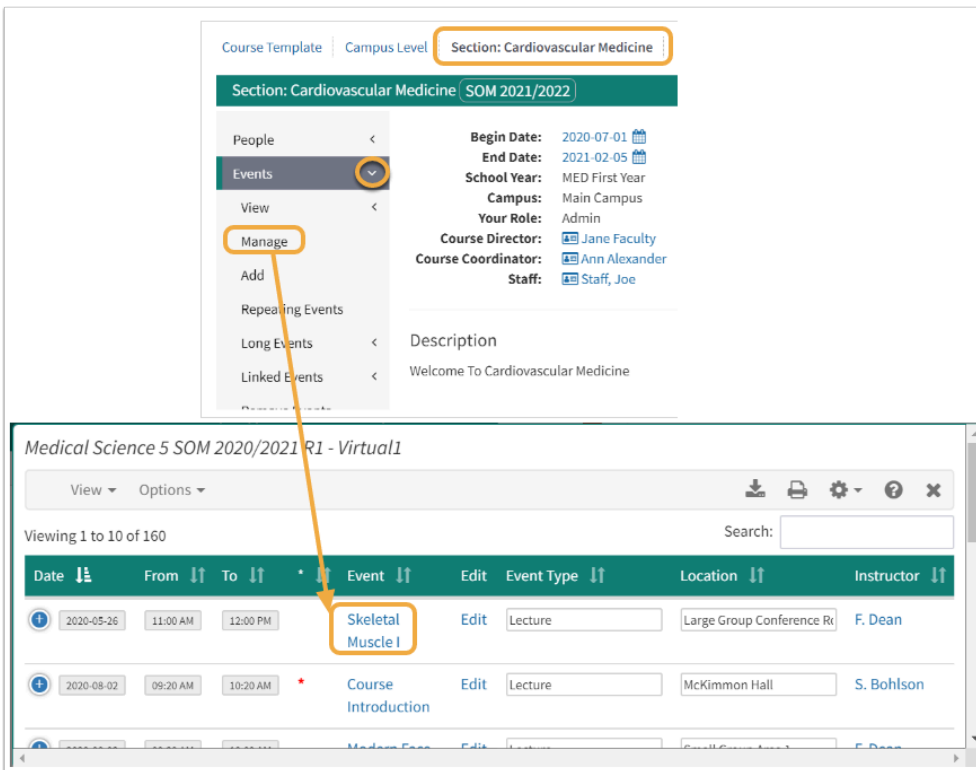 Course Template Campus Level Section: Cardiovascular Medicine
Section: Cardiovascular Medicine SOM 2021/2022
People
Events
View
Manage
Add
Repeating Events
Long Events
Linked Events
Begin Date: 2020-07-01
End Date: 2021-02-05
School Year: MED First Year
Campus: Main Campus
Your Role: Admin
Course Director: Jane Faculty
Course Coordinator: Ann Alexander
Staff: Staff, Joe
Description
Welcome To Cardiovascular Medicine
Medical Science 5 SOM 2020/2021 R1 - Virtual1
View Options
Viewing 1 to 10 of 160 Search:
Date From To * Event Edit Event Type Location Instructor
2020-05-26 11:00 AM 12:00 PM Skeletal Edit Lecture Large Group Conference F. Dean
Muscle I
2020-08-02 09:20 AM 10:20 AM * Course Edit Lecture McKimmon Hall S. Bohlson
Introduction